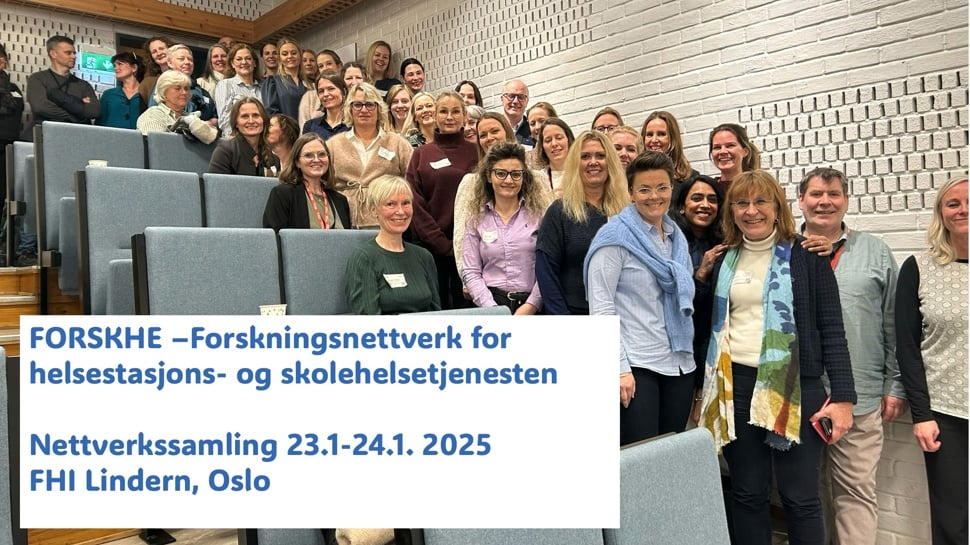 FORSKHE –Forskningsnettverk for
helsestasjons- og skolehelsetjenesten
Nettverkssamling 23.1-24.1. 2025
FHI Lindern, Oslo